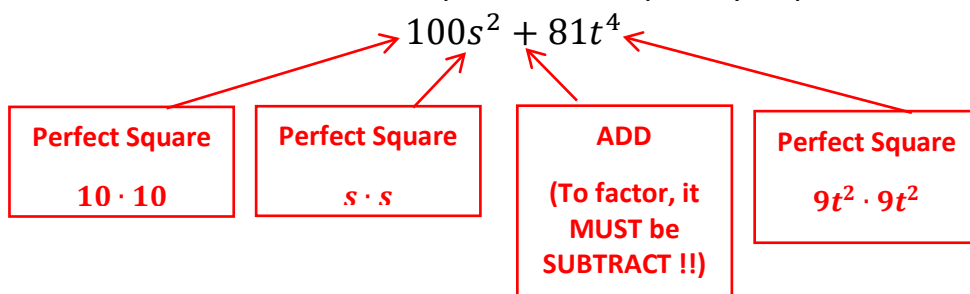 100s² + 81t⁴
Perfect Square
10 · 10
Perfect Square
s · s
ADD
(To factor, it
MUST be
SUBTRACT !!)
Perfect Square
9t² · 9t²